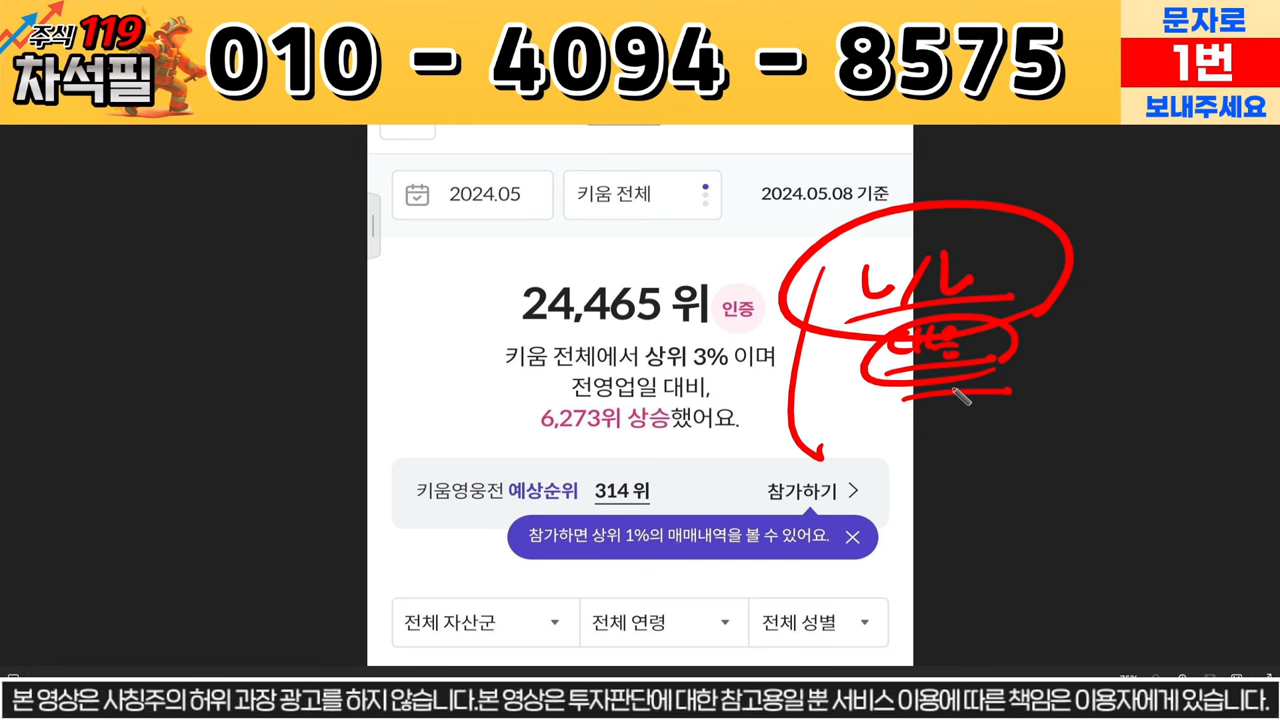 주식 119
차석필
010 - 4094 - 8575
문자로
1번
보내주세요
2024.05
키움 전체
2024.05.08 기준
24,465 위 인증
키움 전체에서 상위 3% 이며
전영업일 대비,
6,273위 상승했어요.
키움영웅전 예상순위 314 위
참가하기
참가하면 상위 1%의 매매내역을 볼 수 있어요.
전체 자산군
전체 연령
전체 성별
본 영상은 사칭주의 허위 과장 광고를 하지 않습니다.본 영상은 투자판단에 대한 참고용일 뿐 서비스 이용에 따른 책임은 이용자에게 있습니다.